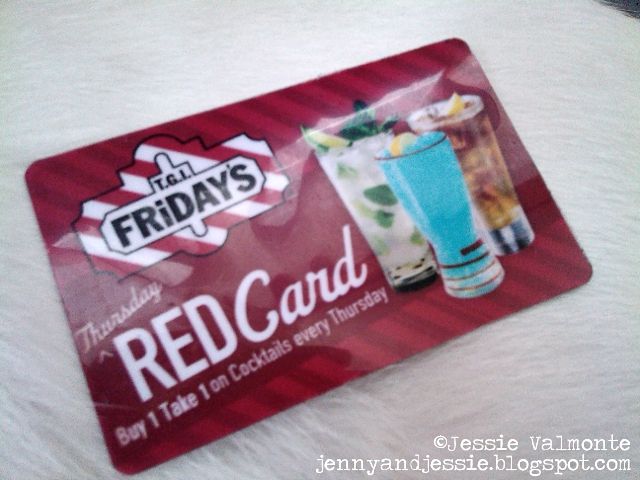 T.G.I.
FRiDAY'S
Thursday
^
REDCard
Buy 1 Take 1 on Cocktails every Thursday
©Jessie Valmonte
jennyandjessie.blogspot.com